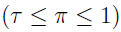 (τ ≤ π ≤ 1)